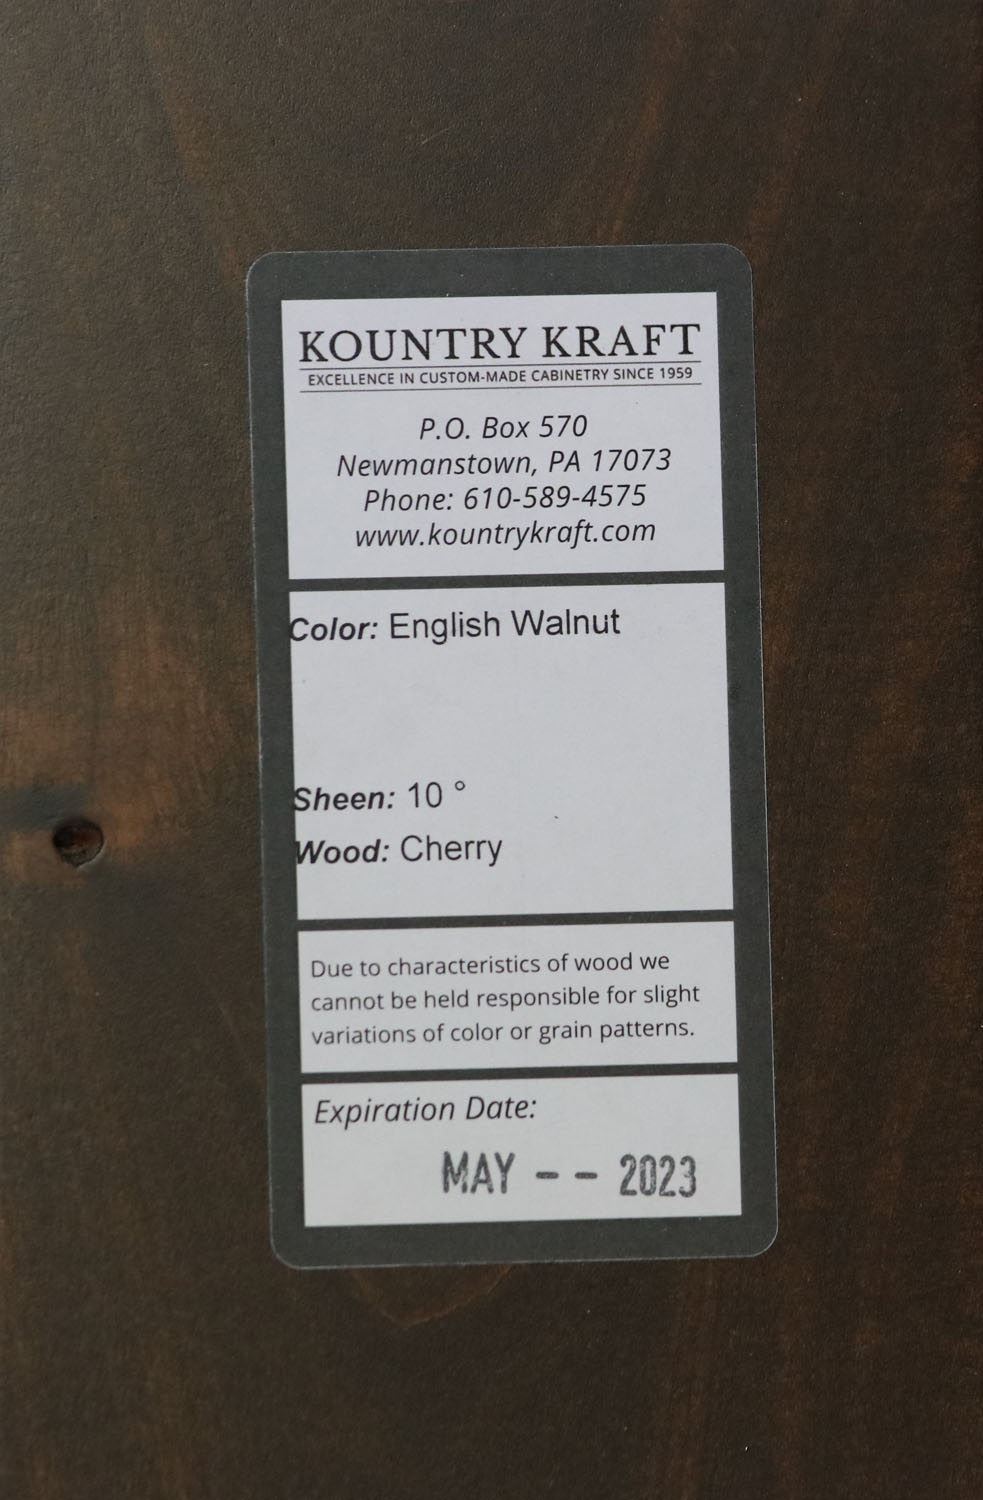 KOUNTRY KRAFT
EXCELLENCE IN CUSTOM-MADE CABINETRY SINCE 1959
P.O. Box 570
Newmanstown, PA 17073
Phone: 610-589-4575
www.kountrykraft.com
Color: English Walnut
Sheen: 10 °
Wood: Cherry
Due to characteristics of wood we
cannot be held responsible for slight
variations of color or grain patterns.
Expiration Date:
MAY -- 2023